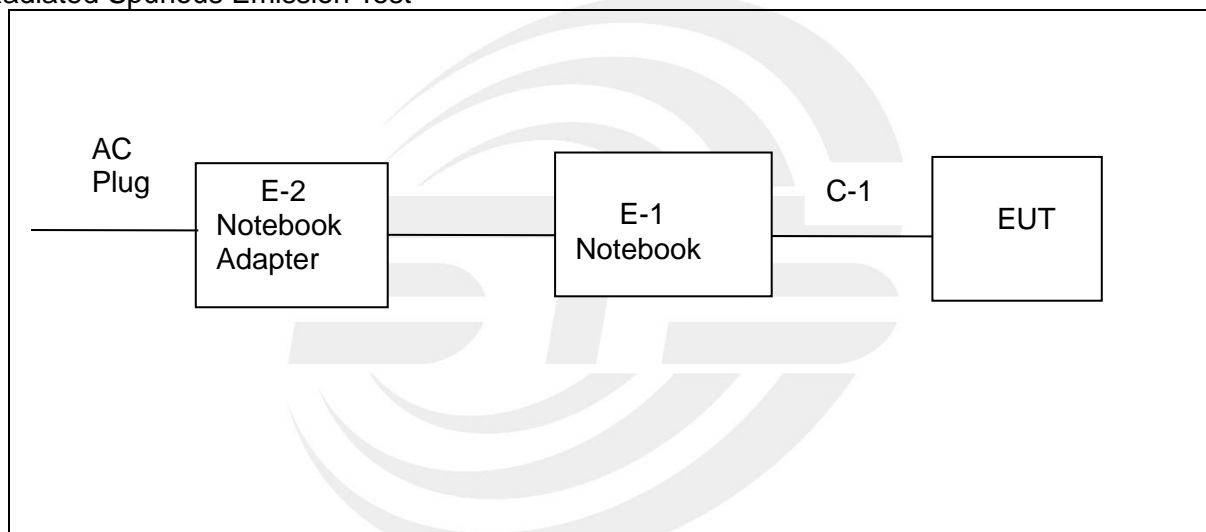 Radiated Spurious Emission Test
AC
Plug
E-2
Notebook
Adapter
E-1
Notebook
C-1
EUT